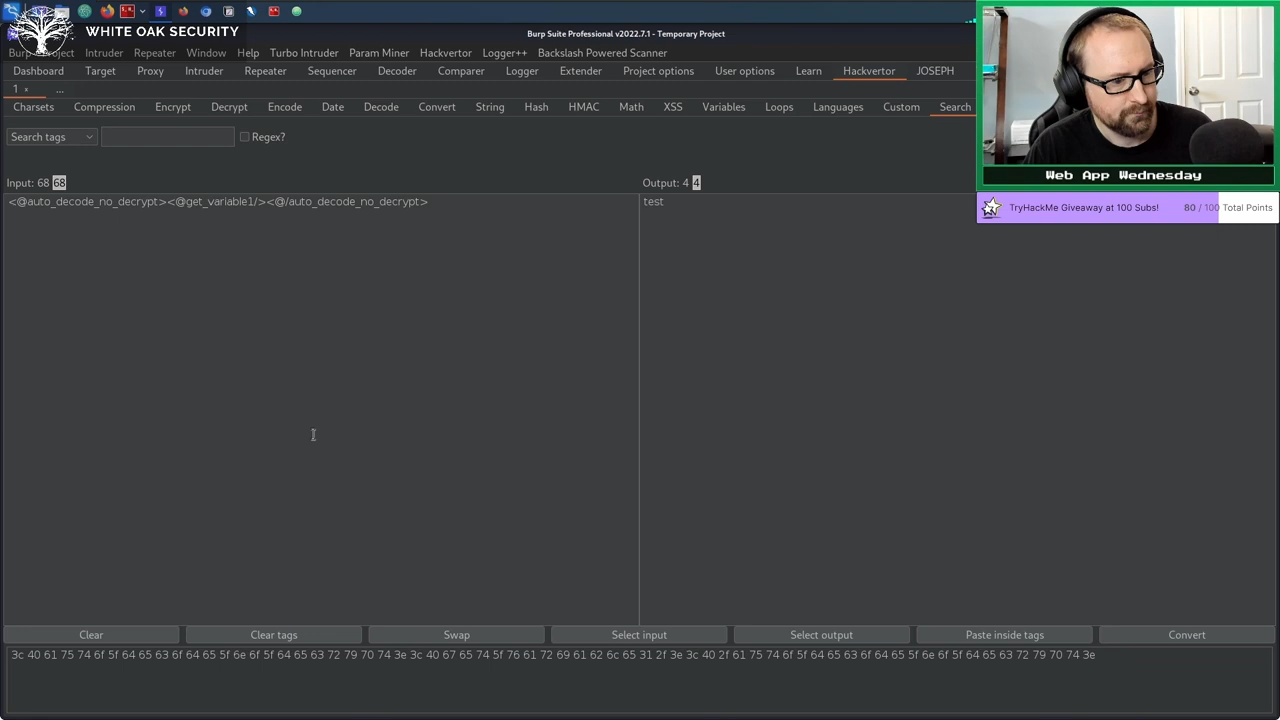 WHITE OAK SECURITY
Burp Suite Professional v2022.7.1 - Temporary Project
Burp Project Intruder Repeater Window Help Turbo Intruder Param Miner Hackvertor Logger++ Backslash Powered Scanner
Dashboard Target Proxy Intruder Repeater Sequencer Decoder Comparer Logger Extender Project options User options Learn Hackvertor JOSEPH
1 × ...
Charsets Compression Encrypt Decrypt Encode Date Decode Convert String Hash HMAC Math XSS Variables Loops Languages Custom Search
Search tags Regex?
Web App Wednesday
Input: 68 68 Output: 4 4
<@auto_decode_no_decrypt><@get_variable1/><@/auto_decode_no_decrypt> test
TryHackMe Giveaway at 100 Subs! 80 / 100 Total Points
Clear Clear tags Swap Select input Select output Paste inside tags Convert
3c 40 61 75 74 6f 5f 64 65 63 6f 64 65 5f 6e 6f 5f 64 65 63 72 79 70 74 3e 3c 40 67 65 74 5f 76 61 72 69 61 62 6c 65 31 2f 3e 3c 40 2f 61 75 74 6f 5f 64 65 63 6f 64 65 5f 6e 6f 5f 64 65 63 72 79 70 74 3e